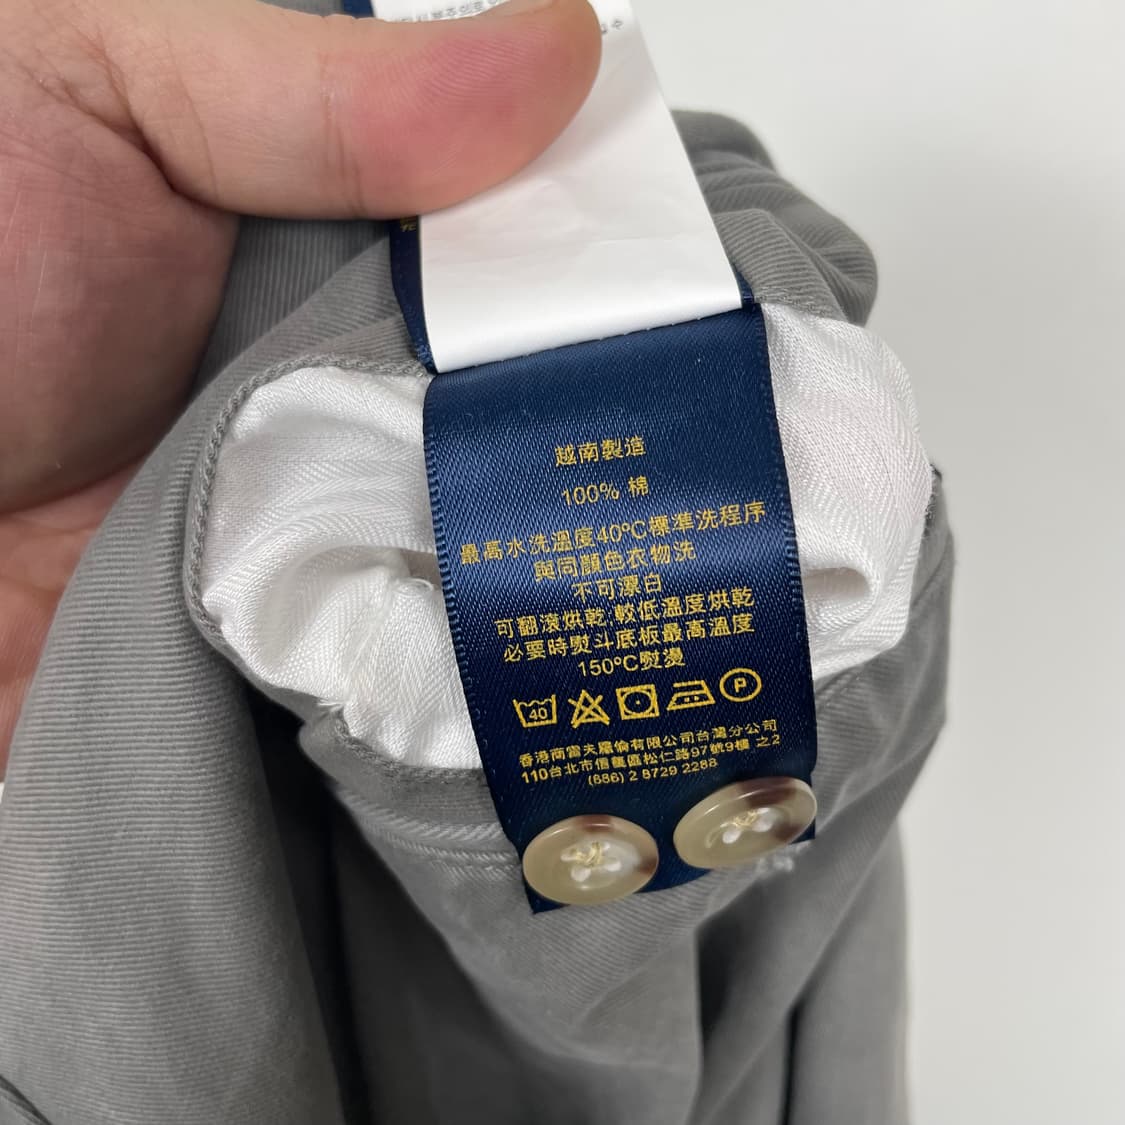 越南製造
100% 棉
最高水洗溫度40ºC標準洗程序
與同顏色衣物洗
不可漂白
可翻滾烘乾,較低溫度烘乾
必要時熨斗底板最高溫度
150ºC熨燙
40
P
香港商雷夫羅倫有限公司台灣分公司
110台北市信義區松仁路97號9樓 之2
(886) 2 8729 2288